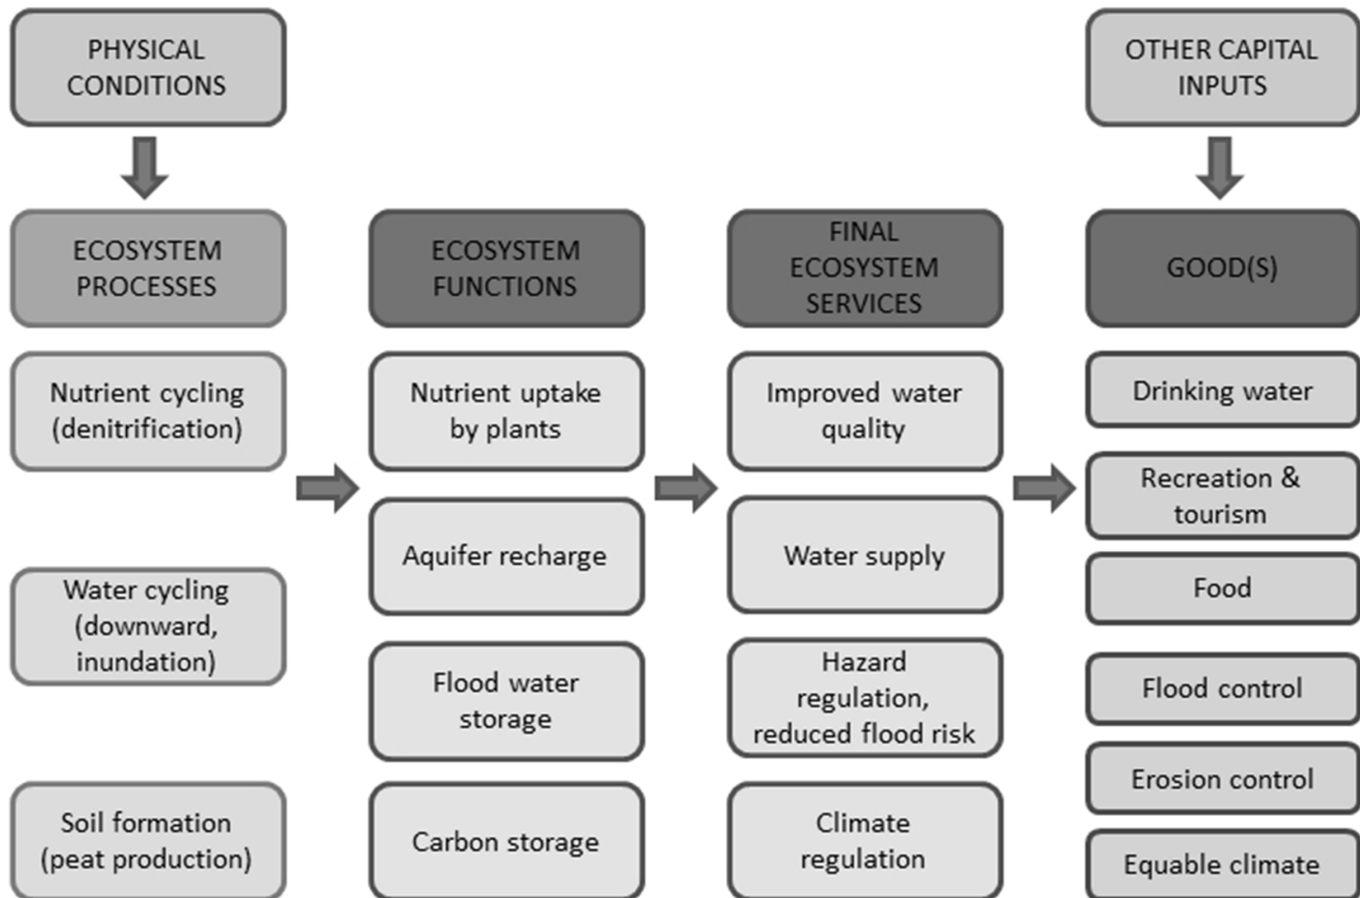 PHYSICAL
CONDITIONS
OTHER CAPITAL
INPUTS
ECOSYSTEM
PROCESSES
ECOSYSTEM
FUNCTIONS
FINAL
ECOSYSTEM
SERVICES
GOOD(S)
Nutrient cycling
(denitrification)
Water cycling
(downward,
inundation)
Soil formation
(peat production)
Nutrient uptake
by plants
Aquifer recharge
Flood water
storage
Carbon storage
Improved water
quality
Water supply
Hazard
regulation,
reduced flood risk
Climate
regulation
Drinking water
Recreation &
tourism
Food
Flood control
Erosion control
Equable climate